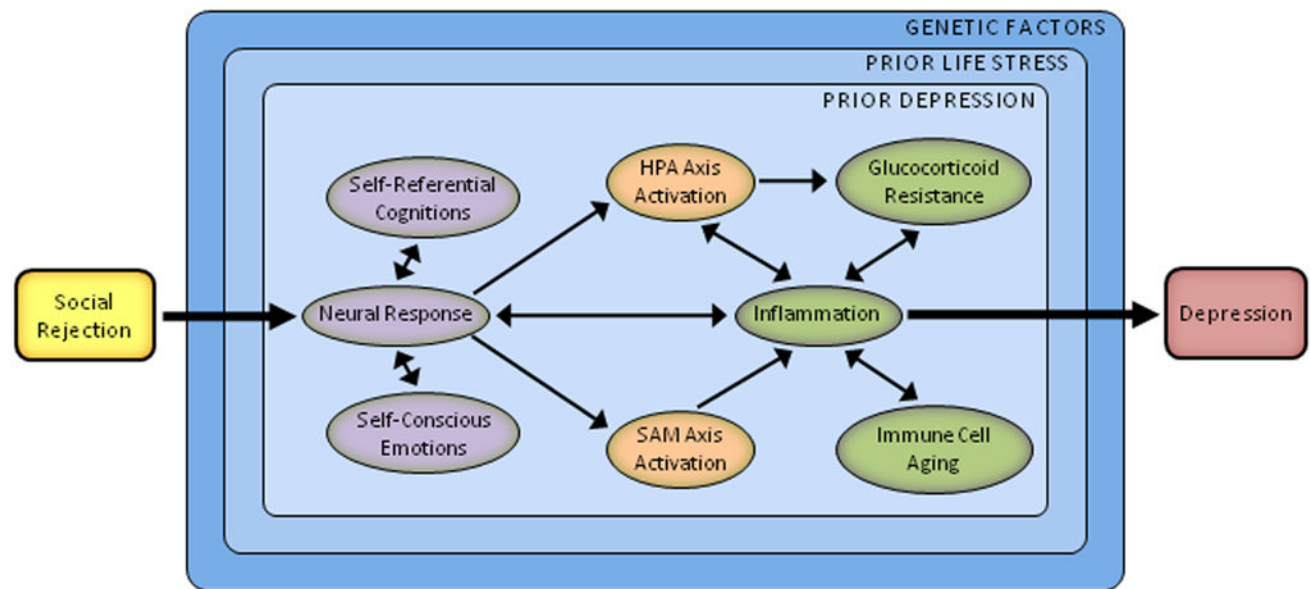 GENETIC FACTORS
PRIOR LIFE STRESS
PRIOR DEPRESSION
Self-Referential
Cognitions
HPA Axis
Activation
Glucocorticoid
Resistance
Social
Rejection
Neural Response
Inflammation
Depression
Self-Conscious
Emotions
SAM Axis
Activation
Immune Cell
Aging